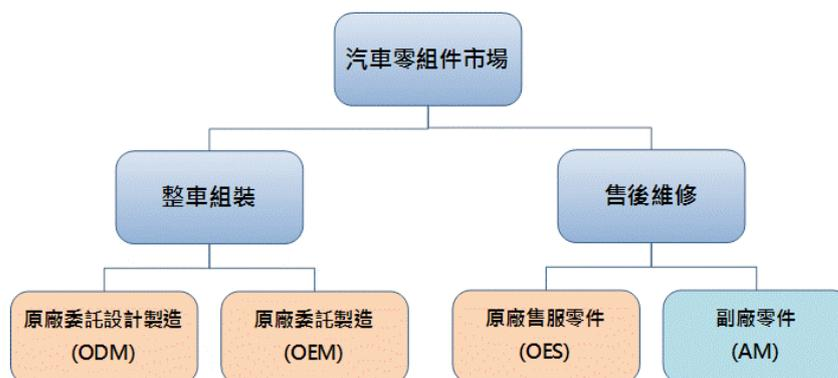 汽車零組件市場
整車組裝
售後維修
原廠委託設計製造
(ODM)
原廠委託製造
(OEM)
原廠售服零件
(OES)
副廠零件
(AM)